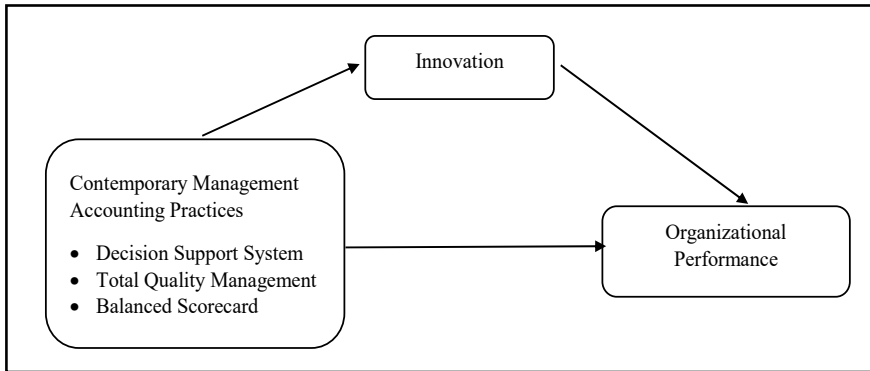 Innovation
Contemporary Management
Accounting Practices
• Decision Support System
• Total Quality Management
• Balanced Scorecard
Organizational
Performance